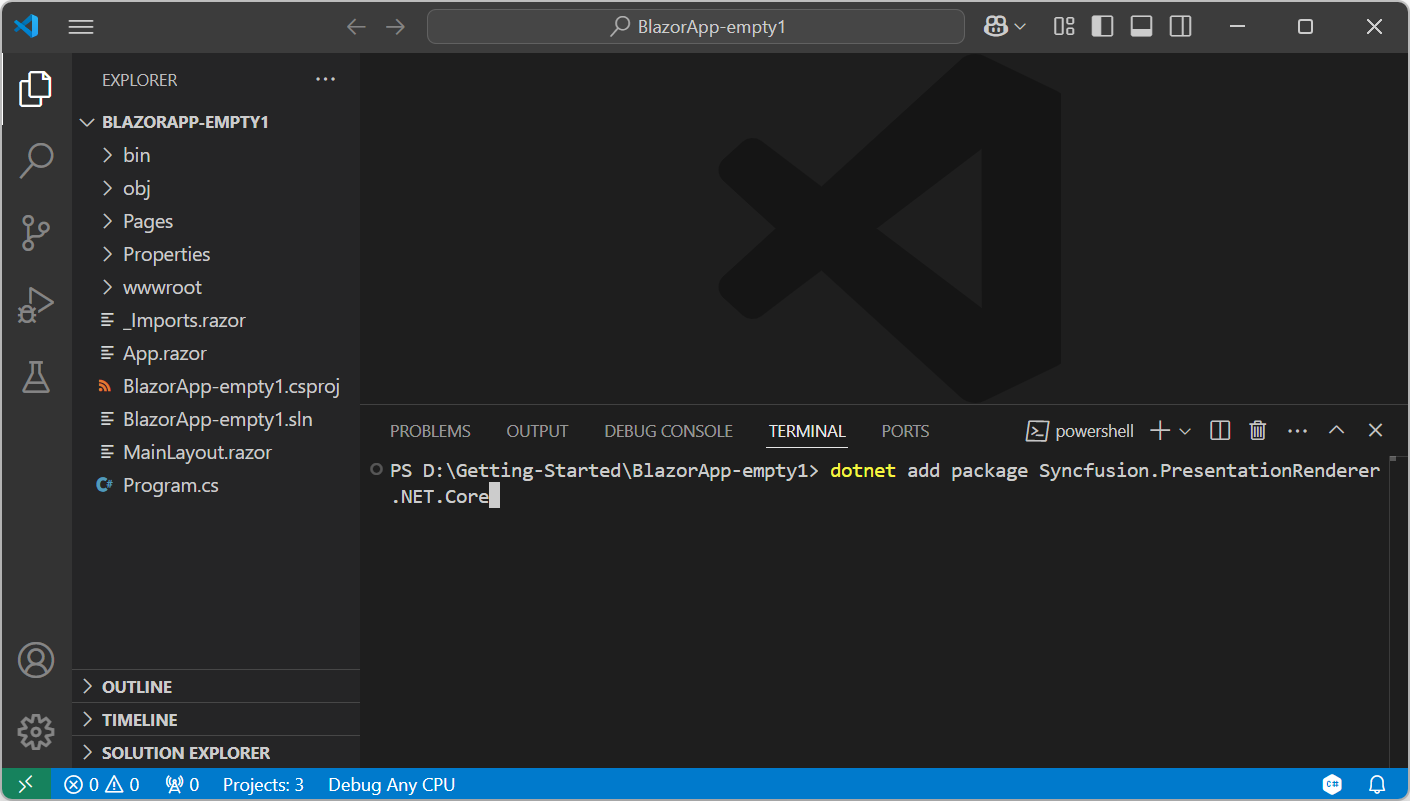 BlazorApp-empty1
EXPLORER
BLAZORAPP-EMPTY1
bin
obj
Pages
Properties
wwwroot
_Imports.razor
App.razor
BlazorApp-empty1.csproj
BlazorApp-empty1.sln
MainLayout.razor
C# Program.cs
OUTLINE
TIMELINE
SOLUTION EXPLORER
PROBLEMS OUTPUT DEBUG CONSOLE TERMINAL PORTS powershell
PS D:\Getting-Started\BlazorApp-empty1> dotnet add package Syncfusion.PresentationRenderer
.NET.Core
0 0 0 Projects: 3 Debug Any CPU C#